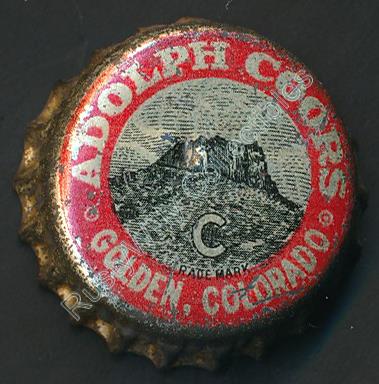 ADOLPH COORS
C
TRADE MARK
GOLDEN, COLORADO
©